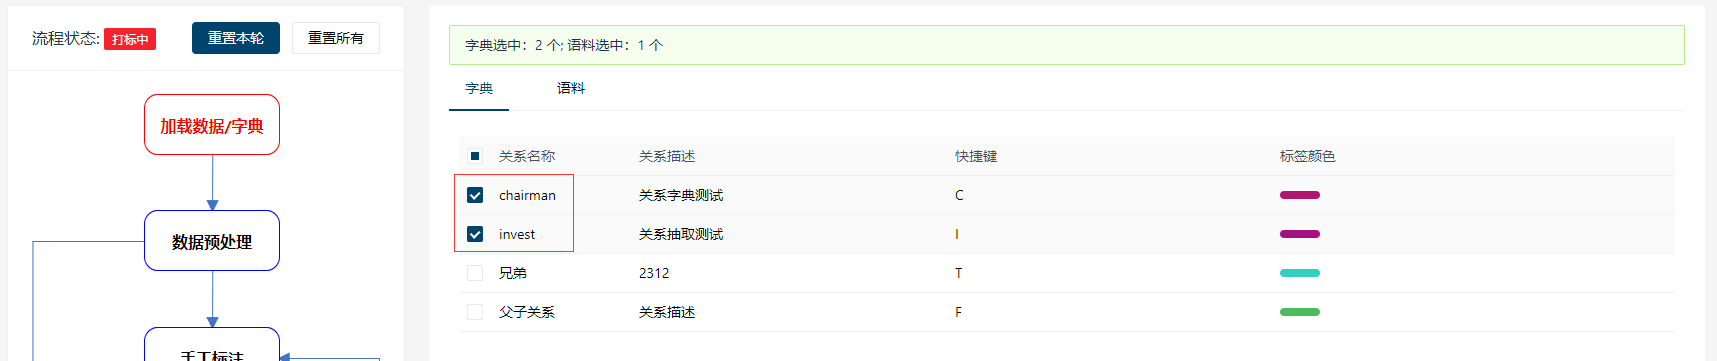 流程状态: 打标中 重置本轮 重置所有
加载数据/字典
数据预处理
手工标注
字典选中：2 个; 语料选中：1 个
字典 语料
关系名称 关系描述 快捷键 标签颜色
chairman 关系字典测试 C
invest 关系抽取测试 I
兄弟 2312 T
父子关系 关系描述 F